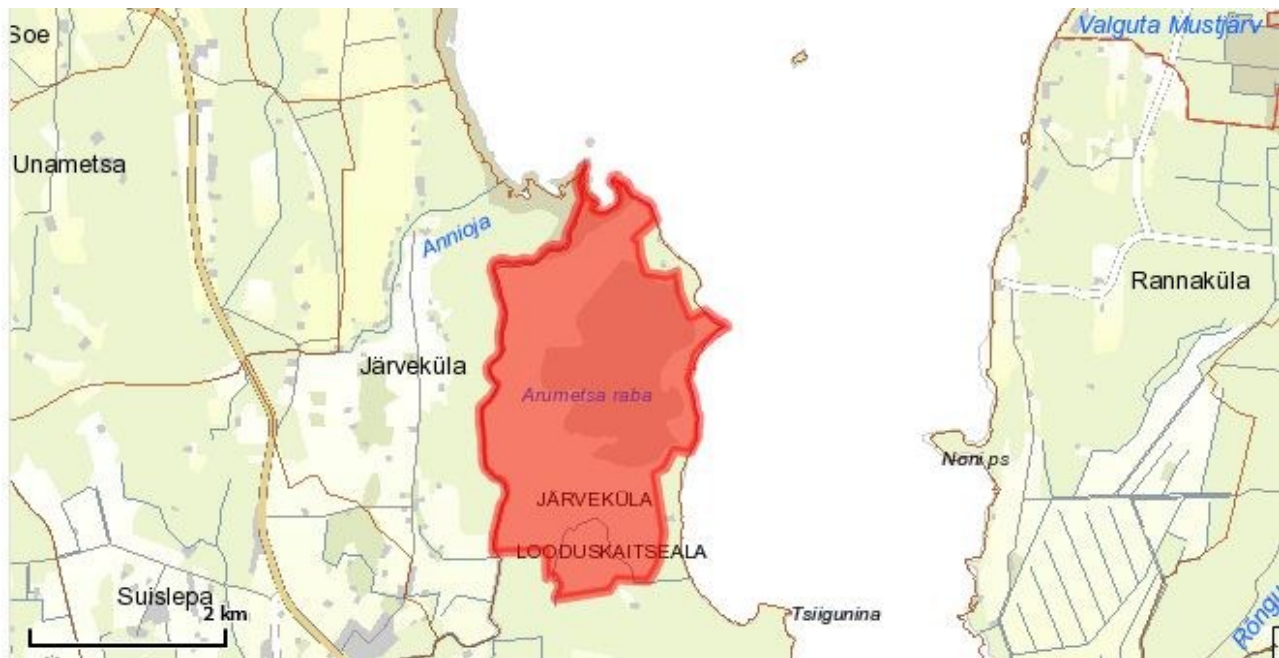 Soe
Valguta Mustjärv
Unametsa
Annioja
Rannaküla
Järveküla
Arumetsa raba
Noni ps
JÄRVEKÜLA
LOODUSKAITSEALA
Suislepa
2 km
Tsiigunina
Rõngu